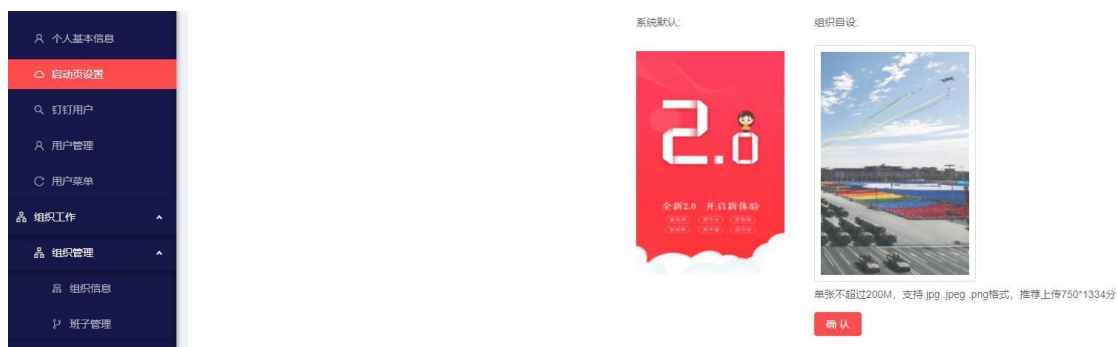 个人基本信息
启动页设置
钉钉用户
用户管理
用户菜单
组织工作
组织管理
组织信息
班子管理
系统默认:
2.0
全新2.0 开启新体验
组织自设:
单张不超过200M，支持.jpg .jpeg .png格式，推荐上传750*1334分
确 认